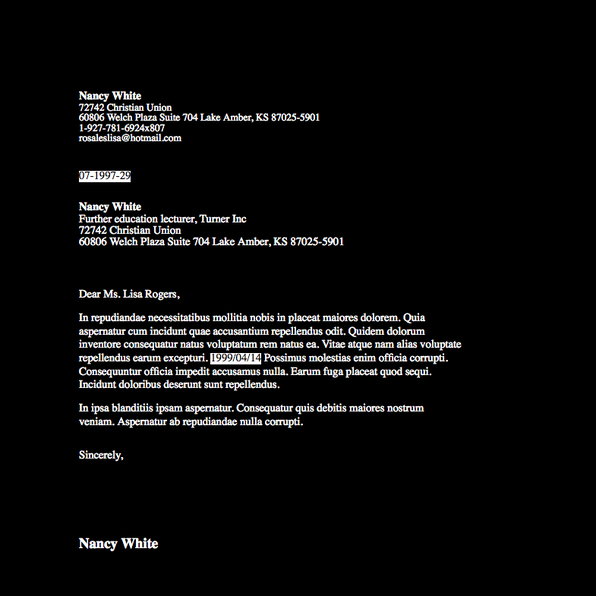 Nancy White
72742 Christian Union
60806 Welch Plaza Suite 704 Lake Amber, KS 87025-5901
1-927-781-6924x807
rosaleslisa@hotmail.com
07-1997-29
Nancy White
Further education lecturer, Turner Inc
72742 Christian Union
60806 Welch Plaza Suite 704 Lake Amber, KS 87025-5901
Dear Ms. Lisa Rogers,
In repudiandae necessitatibus mollitia nobis in placeat maiores dolorem. Quia
aspernatur cum incidunt quae accusantium repellendus odit. Quidem dolorum
inventore consequatur natus voluptatum rem natus ea. Vitae atque nam alias voluptate
repellendus earum excepturi. 1999/04/14 Possimus molestias enim officia corrupti.
Consequuntur officia impedit accusamus nulla. Earum fuga placeat quod sequi.
Incidunt doloribus deserunt sunt repellendus.
In ipsa blanditiis ipsam aspernatur. Consequatur quis debitis maiores nostrum
veniam. Aspernatur ab repudiandae nulla corrupti.
Sincerely,
Nancy White